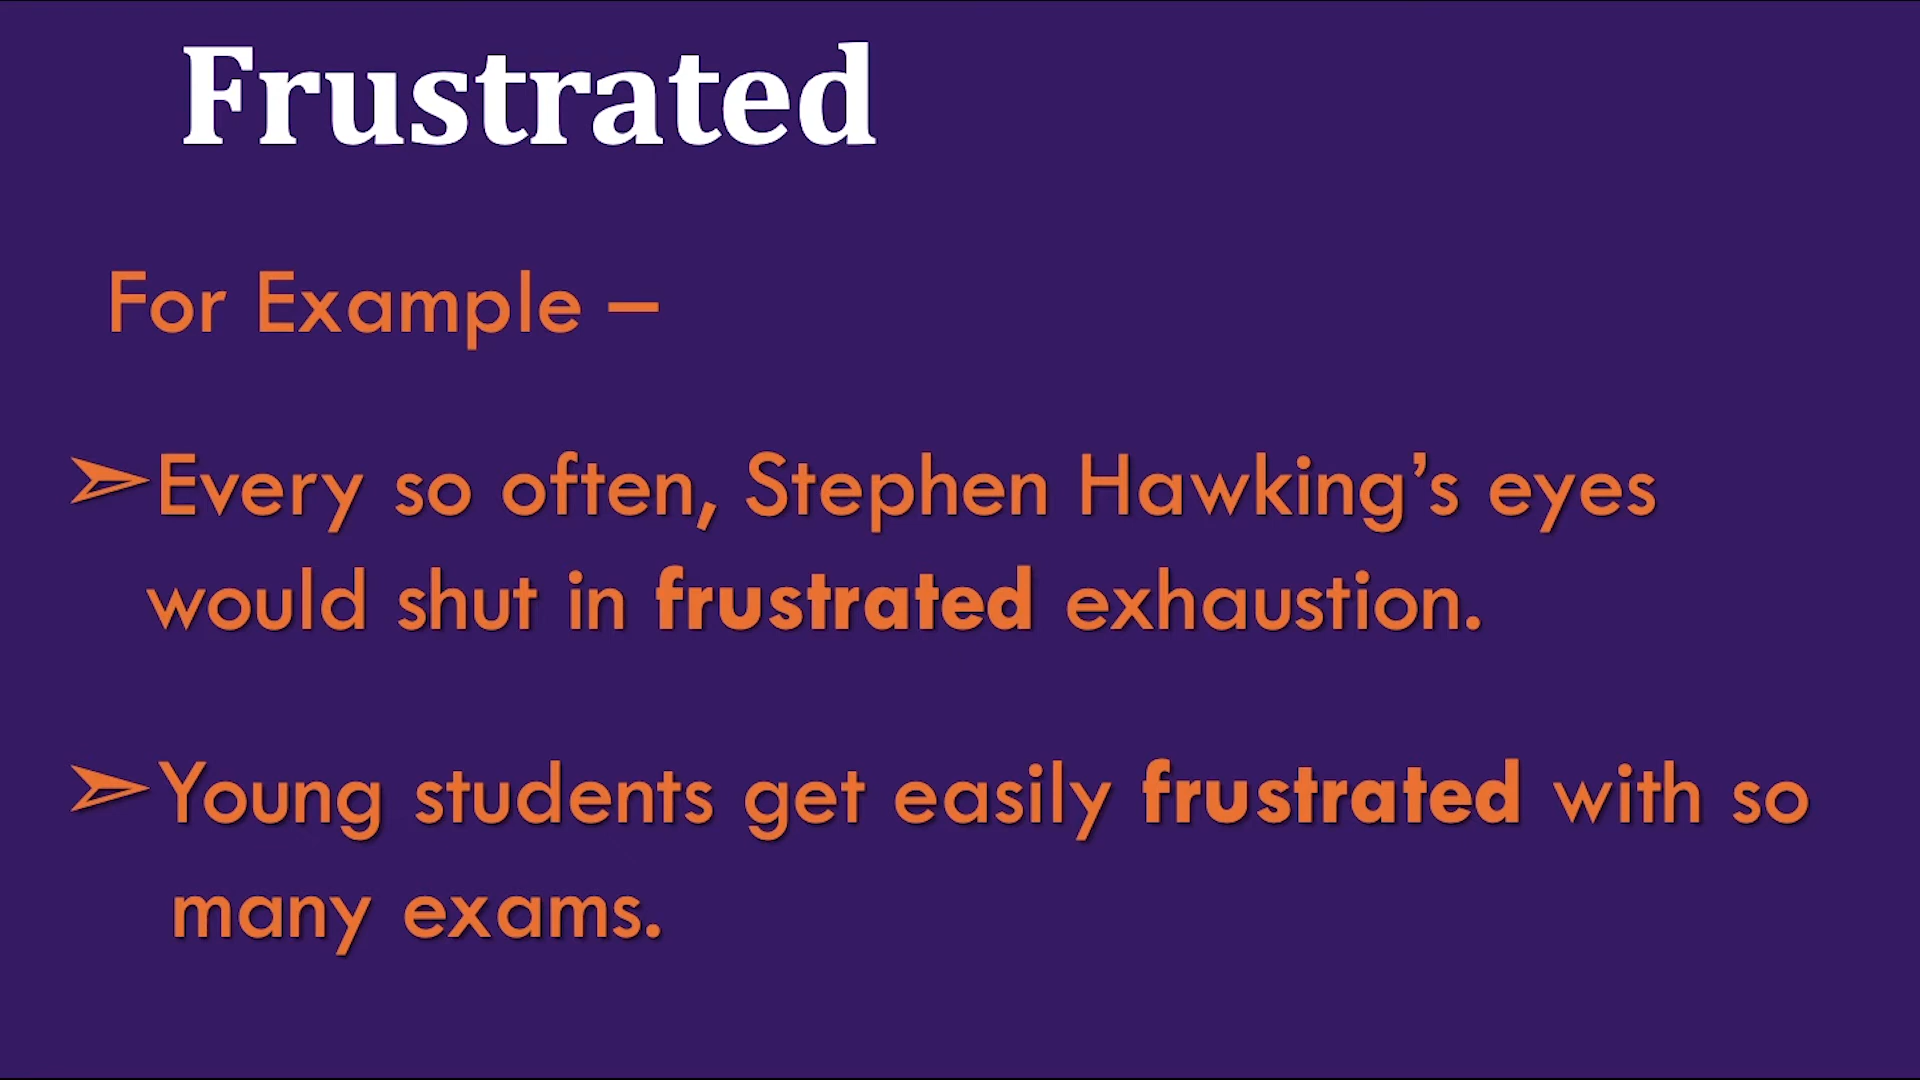 Frustrated
For Example –
➢Every so often, Stephen Hawking’s eyes
would shut in frustrated exhaustion.
➢Young students get easily frustrated with so
many exams.